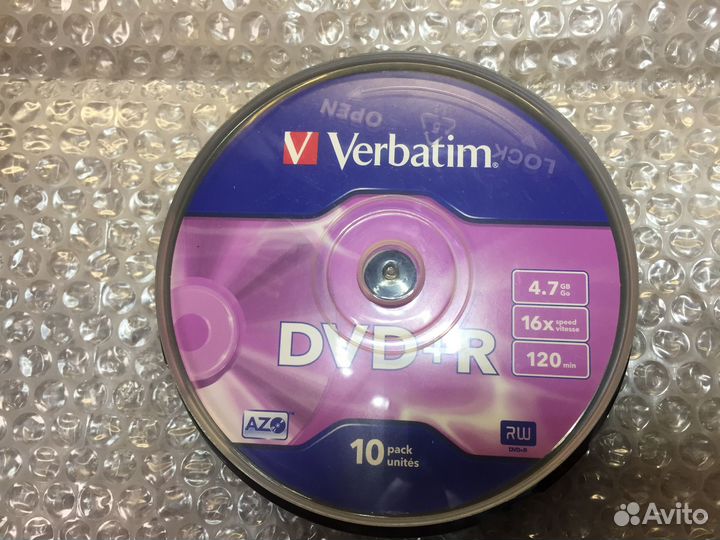 OPEN
LOCK
Verbatim®
4.7 GB Go
16x speed vitesse
120 min
DVD+R
AZO™
10 pack unités
RW
DVD+R
Avito